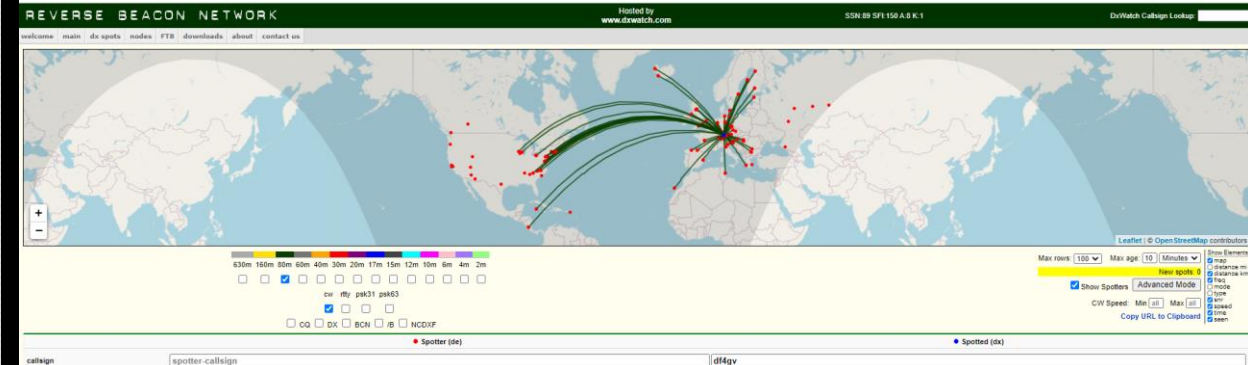 REVERSE BEACON NETWORK
Hosted by
www.dxwatch.com
SSN:89 SFI:150 A:8 K:1
DxWatch Callsign Lookup:
welcome main dx spots nodes FT8 downloads about contact us
+
−
Leaflet | © OpenStreetMap contributors
630m 160m 80m 60m 40m 30m 20m 17m 15m 12m 10m 6m 4m 2m
cw rtty psk31 psk63
CQ DX BCN /B NCDXF
Max rows: 100 Max age: 10 Minutes
New spots: 0
Show Spotters Advanced Mode
CW Speed: Min all Max all
Copy URL to Clipboard
Show Elements
map
distance mi
distance km
freq
mode
type
snr
speed
time
seen
Spotter (de) Spotted (dx)
callsign spotter-callsign df4gv